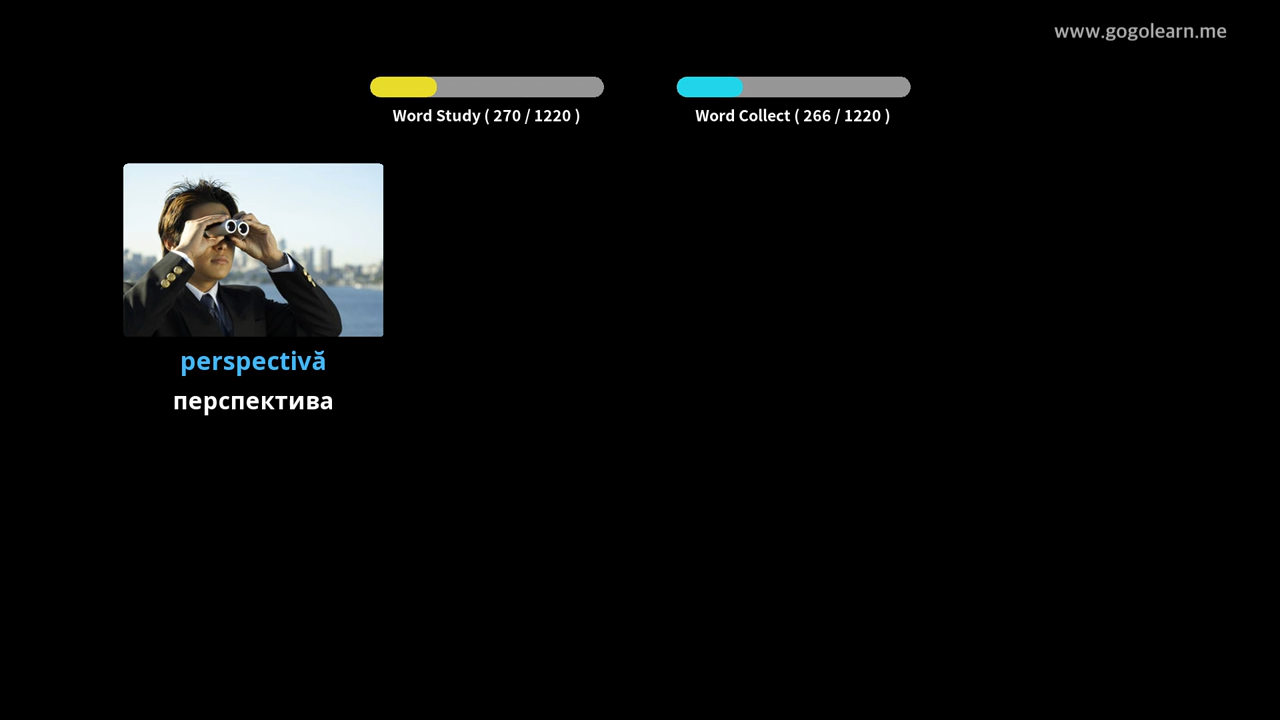 www.gogolearn.me
Word Study ( 270 / 1220 )
Word Collect ( 266 / 1220 )
perspectivă
перспектива